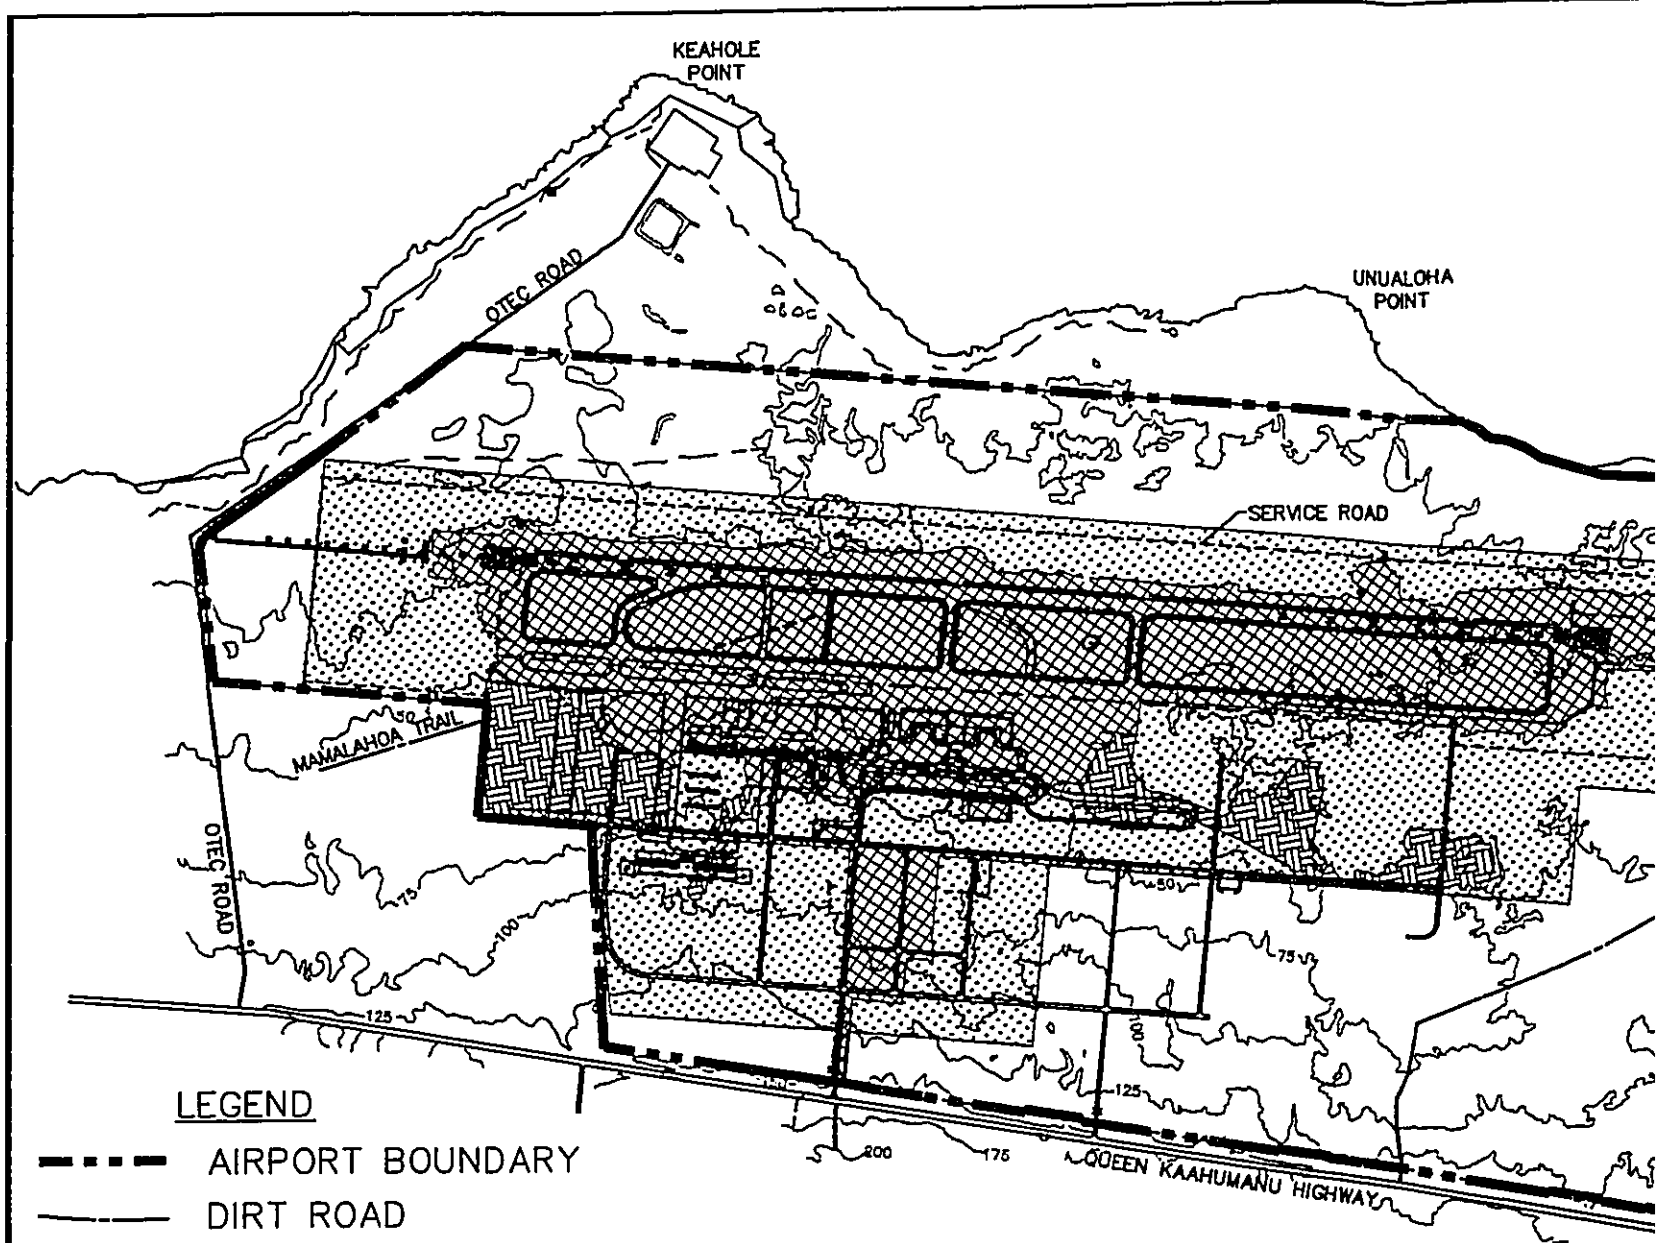 KEAHOLE
POINT
UNUALOHA
POINT
OTEC ROAD
SERVICE ROAD
50
MAMALAHOA TRAIL
OTEC ROAD
75
100
50
75
125
100
125
LEGEND
200
175
QUEEN KAAHUMANU HIGHWAY
AIRPORT BOUNDARY
DIRT ROAD